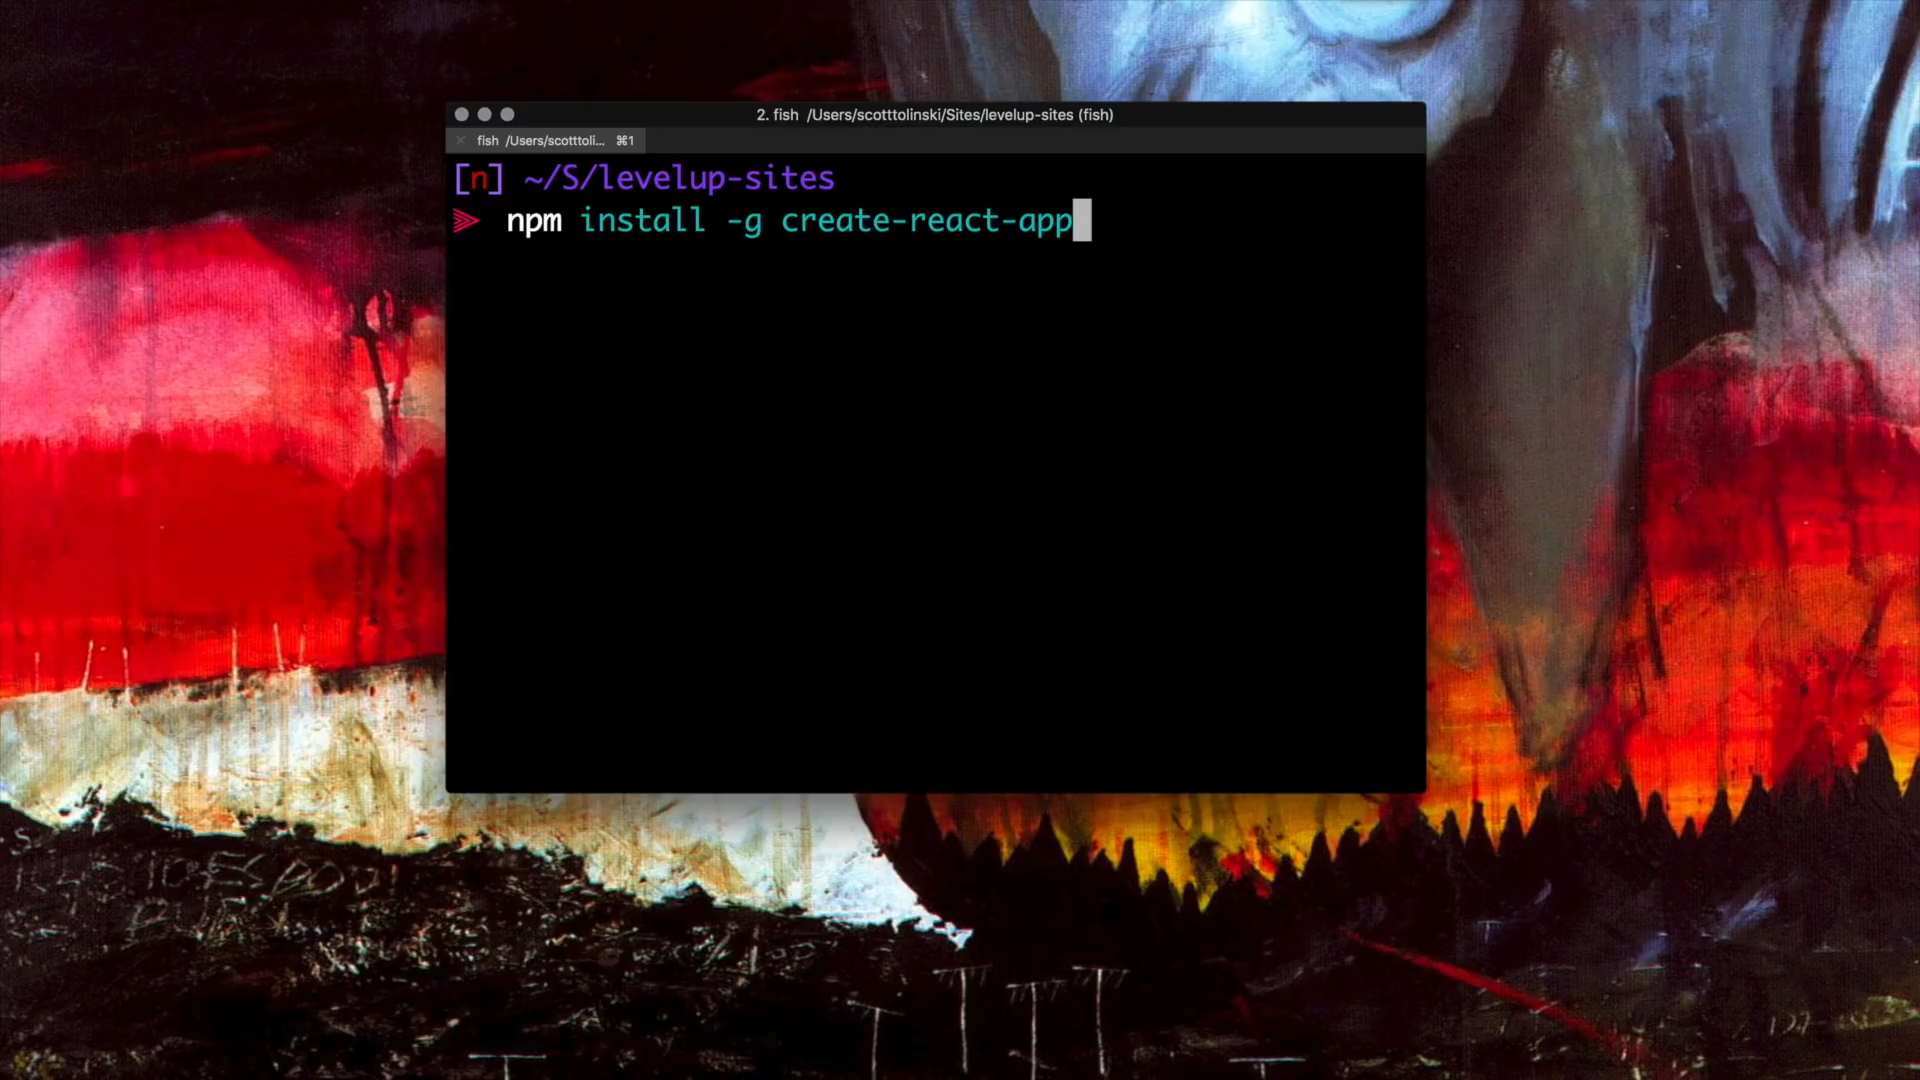 2. fish /Users/scotttolinski/Sites/levelup-sites (fish)
fish /Users/scotttoli... ⌘1
[n] ~/S/levelup-sites
npm install -g create-react-app